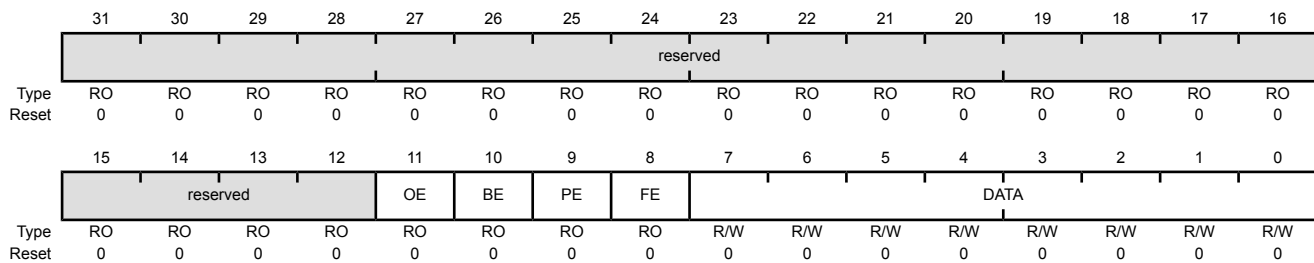 31 30 29 28 27 26 25 24 23 22 21 20 19 18 17 16
reserved
Type RO RO RO RO RO RO RO RO RO RO RO RO RO RO RO RO
Reset 0 0 0 0 0 0 0 0 0 0 0 0 0 0 0 0
15 14 13 12 11 10 9 8 7 6 5 4 3 2 1 0
reserved OE BE PE FE DATA
Type RO RO RO RO RO RO RO RO R/W R/W R/W R/W R/W R/W R/W R/W
Reset 0 0 0 0 0 0 0 0 0 0 0 0 0 0 0 0